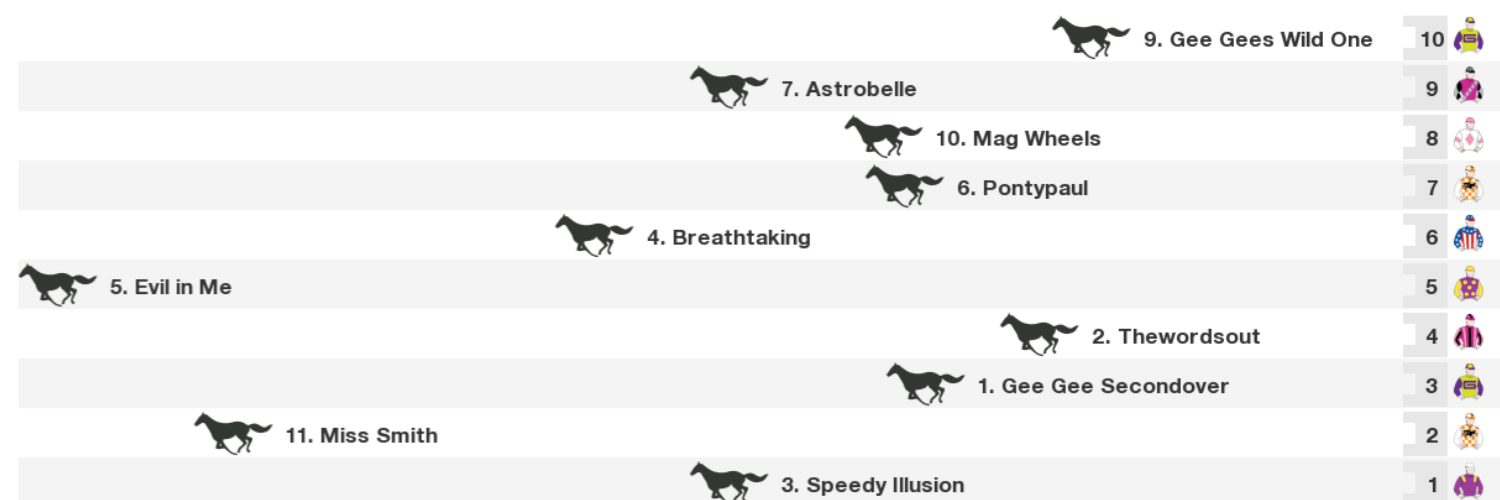 9. Gee Gees Wild One 10
7. Astrobelle 9
10. Mag Wheels 8
6. Pontypaul 7
4. Breathtaking 6
5. Evil in Me 5
2. Thewordsout 4
1. Gee Gee Secondover 3
11. Miss Smith 2
3. Speedy Illusion 1